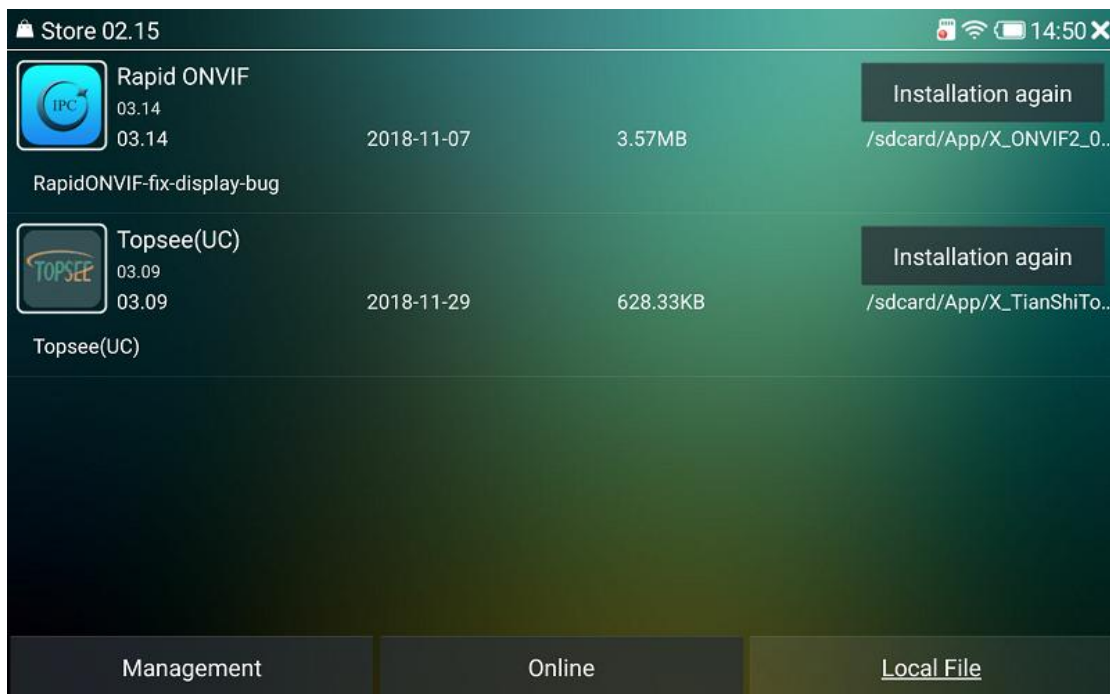 Store 02.15
14:50
Rapid ONVIF
IPC
03.14
Installation again
03.14 2018-11-07 3.57MB /sdcard/App/X_ONVIF2_0..
RapidONVIF-fix-display-bug
Topsee(UC)
TOPSEE
03.09
Installation again
03.09 2018-11-29 628.33KB /sdcard/App/X_TianShiTo..
Topsee(UC)
Management Online Local File